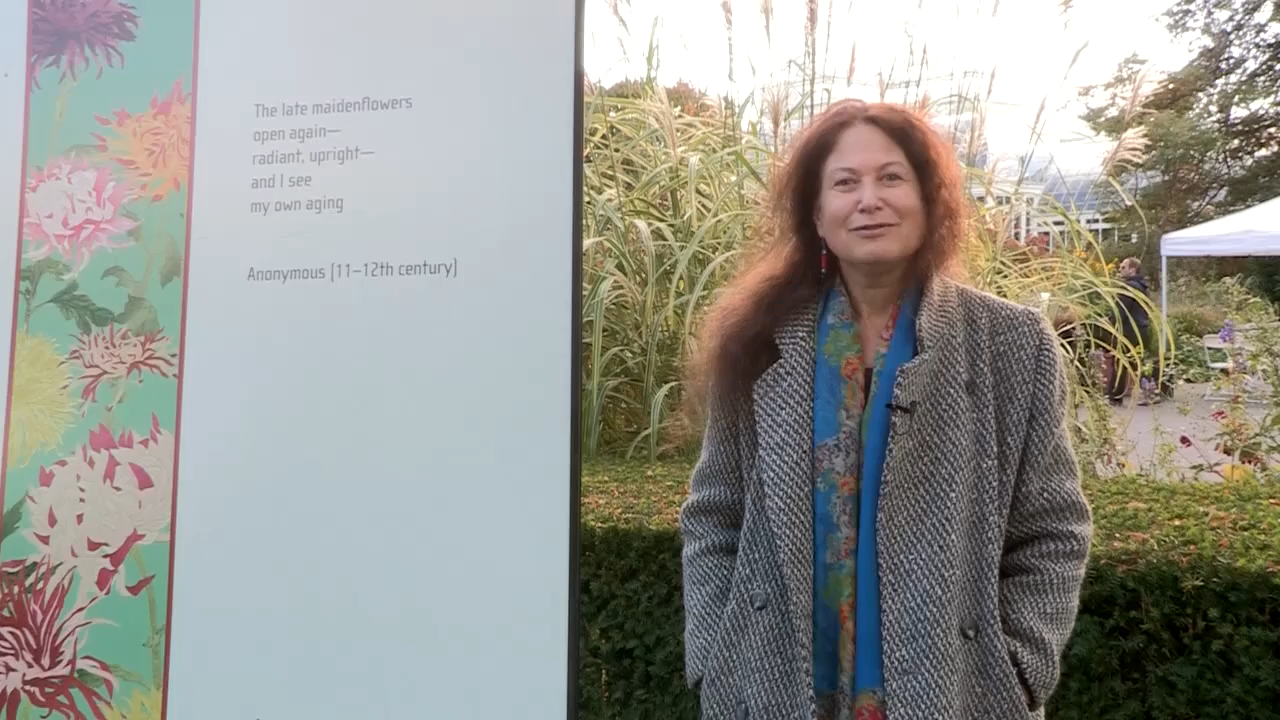 The late maidenflowers
open again—
radiant, upright—
and I see
my own aging
Anonymous (11–12th century)